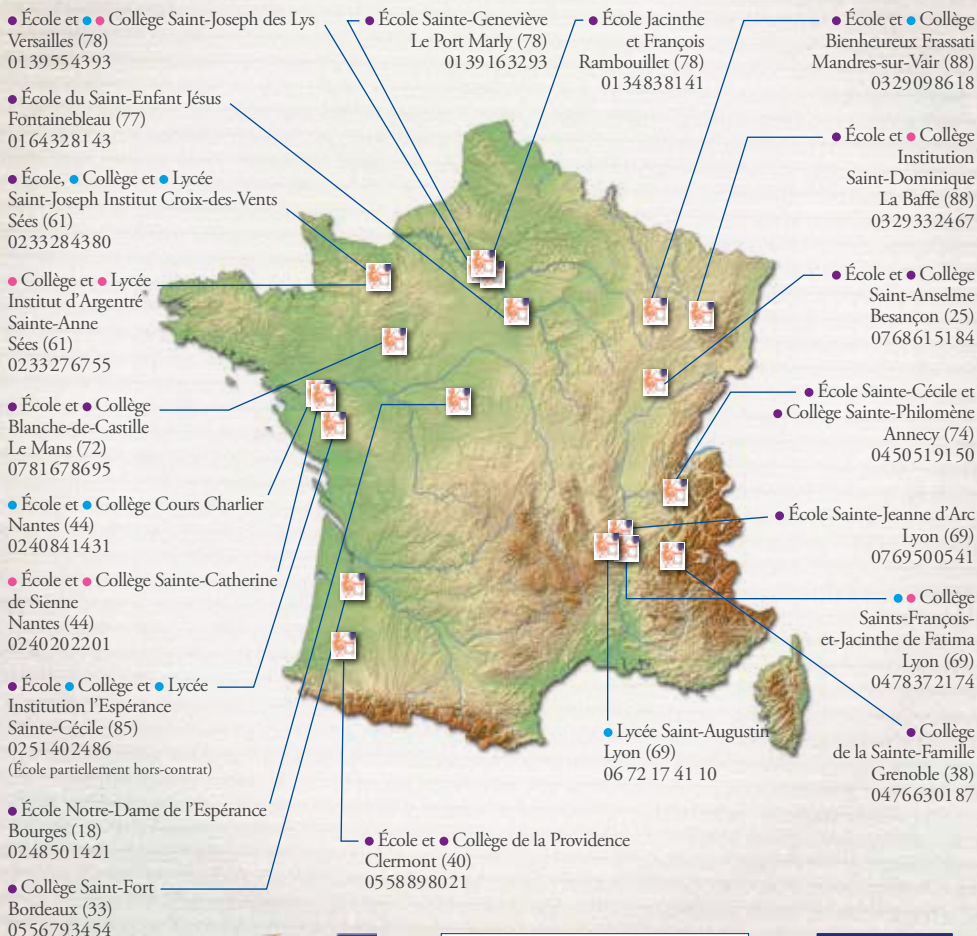 ● École et ● ● Collège Saint-Joseph des Lys
Versailles (78)
0139554393
● École du Saint-Enfant Jésus
Fontainebleau (77)
0164328143
● École, ● Collège et ● Lycée
Saint-Joseph Institut Croix-des-Vents
Sées (61)
0233284380
● Collège et ● Lycée
Institut d'Argentré
Sainte-Anne
Sées (61)
0233276755
● École et ● Collège
Blanche-de-Castille
Le Mans (72)
0781678695
● École et ● Collège Cours Charlier
Nantes (44)
0240841431
● École et ● Collège Sainte-Catherine
de Sienne
Nantes (44)
0240202201
● École ● Collège et ● Lycée
Institution l'Espérance
Sainte-Cécile (85)
0251402486
(École partiellement hors-contrat)
● École Notre-Dame de l'Espérance
Bourges (18)
0248501421
● Collège Saint-Fort
Bordeaux (33)
0556793454
● École Sainte-Geneviève
Le Port Marly (78)
0139163293
● École Jacinthe
et François
Rambouillet (78)
0134838141
● École et ● Collège
Bienheureux Frassati
Mandres-sur-Vair (88)
0329098618
● École et ● Collège
Institution
Saint-Dominique
La Baffe (88)
0329332467
● École et ● Collège
Saint-Anselme
Besançon (25)
0768615184
● École Sainte-Cécile et
● Collège Sainte-Philomène
Annecy (74)
0450519150
● École Sainte-Jeanne d'Arc
Lyon (69)
0769500541
● ● Collège
Saints-François-
et-Jacinthe de Fatima
Lyon (69)
0478372174
● Collège
de la Sainte-Famille
Grenoble (38)
0476630187
● Lycée Saint-Augustin
Lyon (69)
06 72 17 41 10
● École et ● Collège de la Providence
Clermont (40)
0558898021